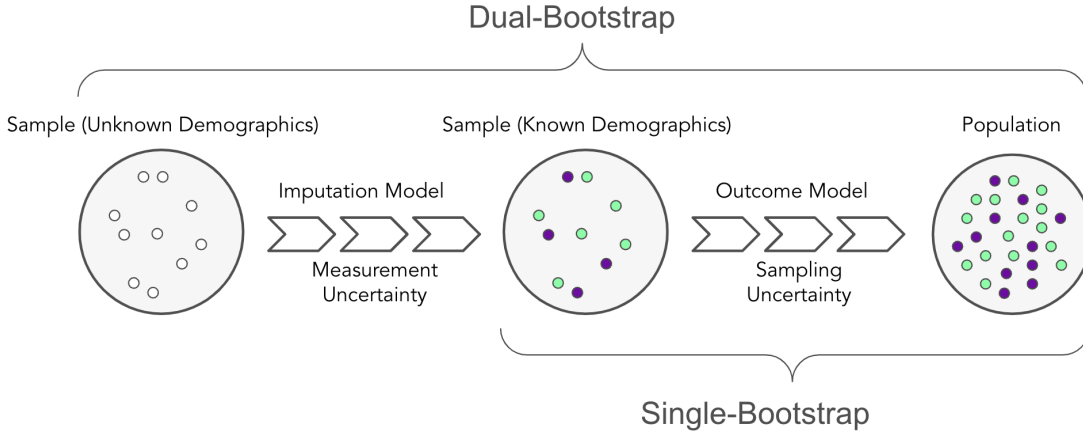 Dual-Bootstrap
Sample (Unknown Demographics)
Sample (Known Demographics)
Population
Imputation Model
Outcome Model
Measurement
Uncertainty
Sampling
Uncertainty
Single-Bootstrap